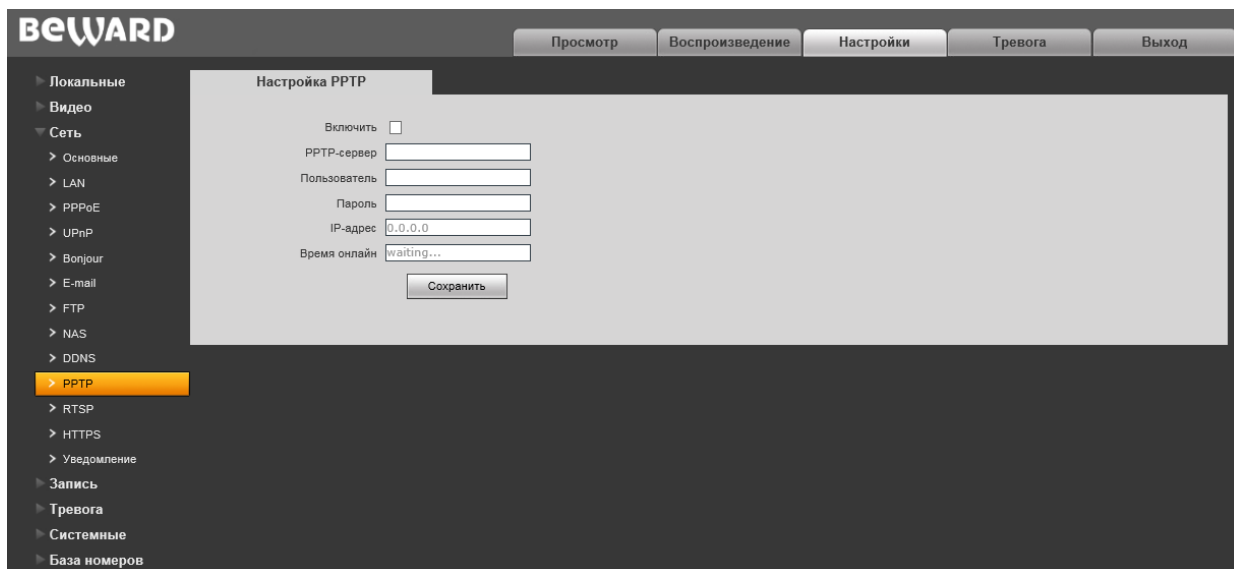 BEWARD
Просмотр
Воспроизведение
Настройки
Тревога
Выход
Локальные
Видео
Сеть
Основные
LAN
PPPoE
UPnP
Bonjour
E-mail
FTP
NAS
DDNS
PPTP
RTSP
HTTPS
Уведомление
Запись
Тревога
Системные
База номеров
Настройка PPTP
Включить
PPTP-сервер
Пользователь
Пароль
IP-адрес 0.0.0.0
Время онлайн waiting...
Сохранить